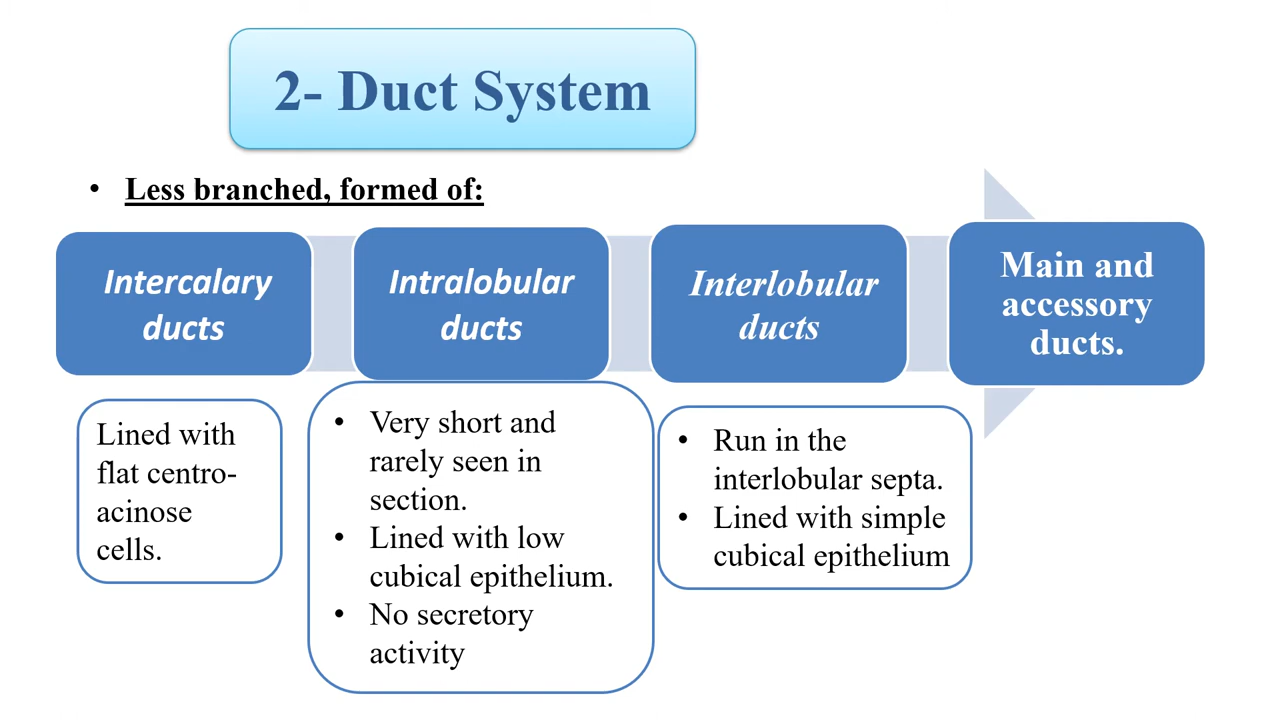 2- Duct System
• Less branched, formed of:
Intercalary
ducts
Intralobular
ducts
Interlobular
ducts
Main and
accessory
ducts.
Lined with
flat centro-
acinose
cells.
• Very short and
rarely seen in
section.
• Lined with low
cubical epithelium.
• No secretory
activity
• Run in the
interlobular septa.
• Lined with simple
cubical epithelium